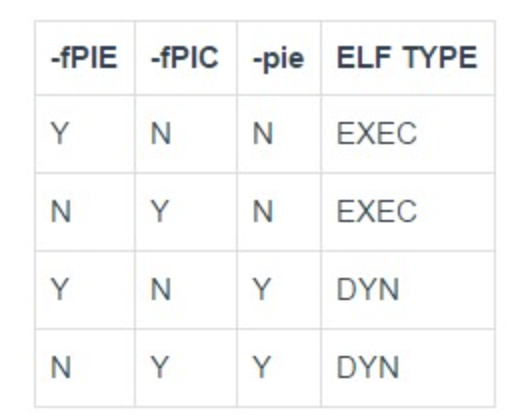 -fPIE -fPIC -pie ELF TYPE
Y N N EXEC
N Y N EXEC
Y N Y DYN
N Y Y DYN